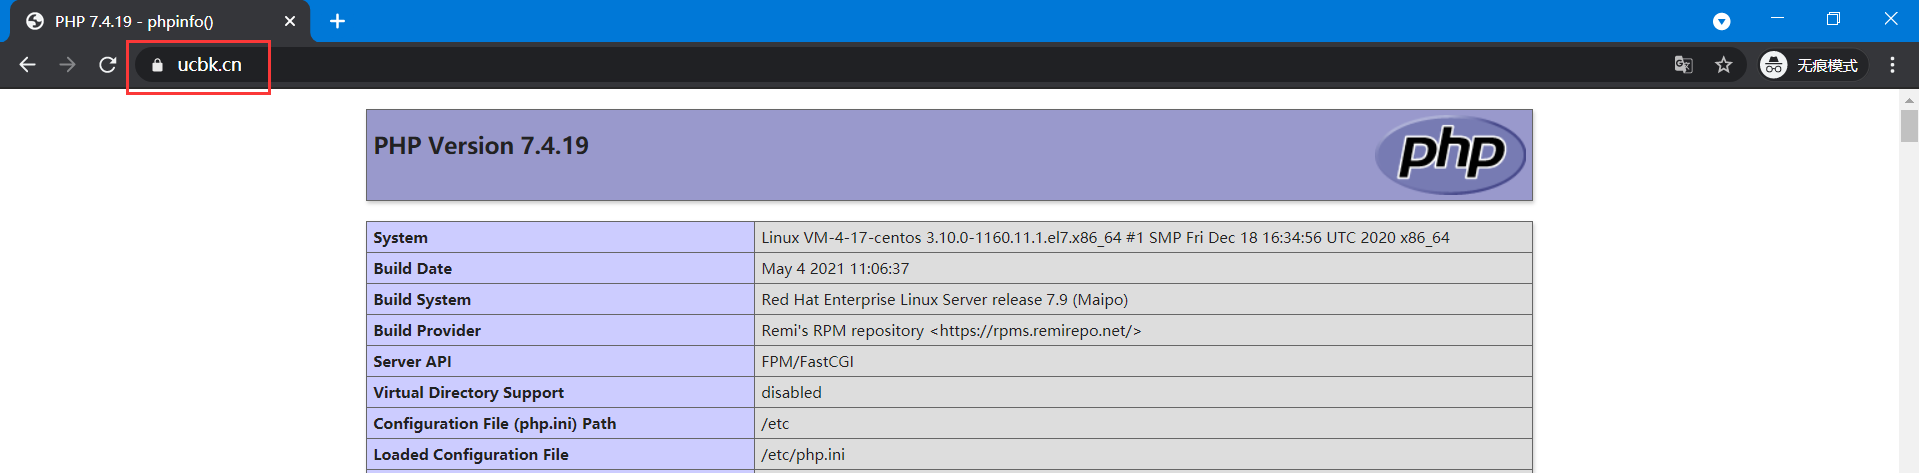 PHP 7.4.19 - phpinfo()
ucbk.cn
无痕模式
PHP Version 7.4.19
php
System Linux VM-4-17-centos 3.10.0-1160.11.1.el7.x86_64 #1 SMP Fri Dec 18 16:34:56 UTC 2020 x86_64
Build Date May 4 2021 11:06:37
Build System Red Hat Enterprise Linux Server release 7.9 (Maipo)
Build Provider Remi's RPM repository <https://rpms.remirepo.net/>
Server API FPM/FastCGI
Virtual Directory Support disabled
Configuration File (php.ini) Path /etc
Loaded Configuration File /etc/php.ini